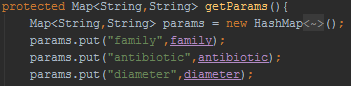 protected Map<String,String> getParams(){
Map<String,String> params = new HashMap<~>();
params.put("family",family);
params.put("antibiotic",antibiotic);
params.put("diameter",diameter);